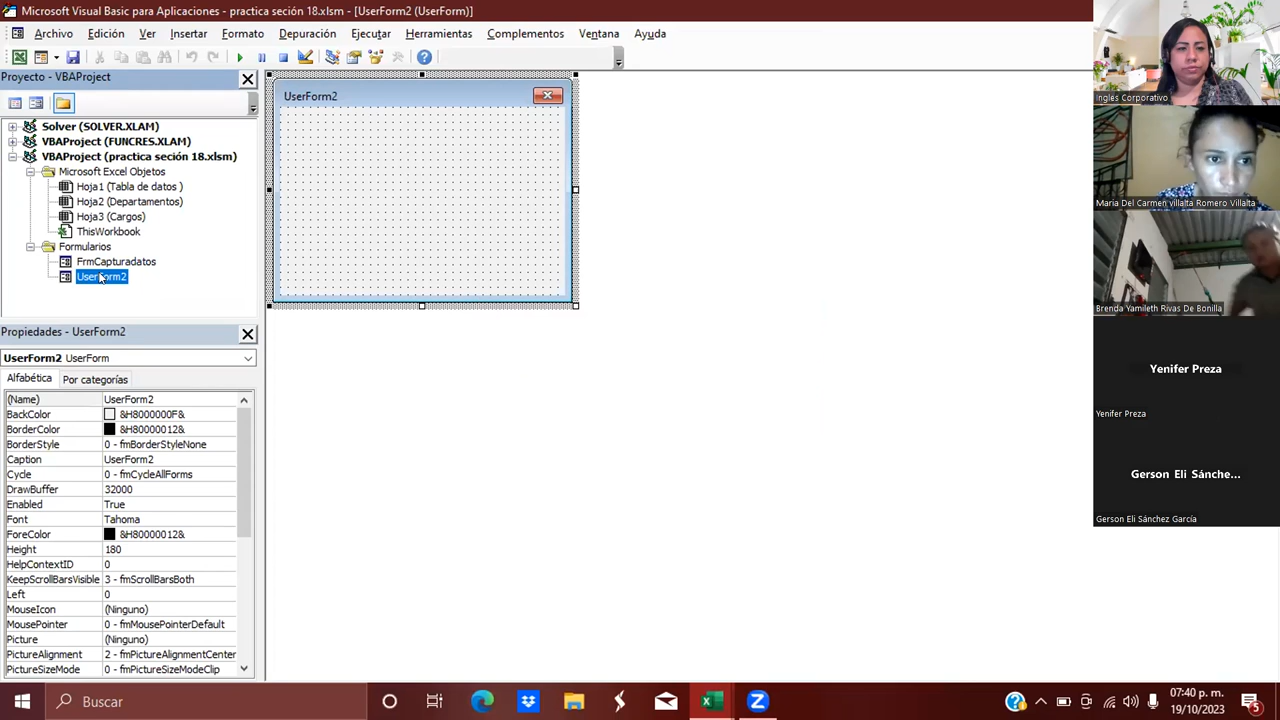 Microsoft Visual Basic para Aplicaciones - practica seción 18.xlsm - [UserForm2 (UserForm)]
Archivo Edición Ver Insertar Formato Depuración Ejecutar Herramientas Complementos Ventana Ayuda
Proyecto - VBAProject
Solver (SOLVER.XLAM)
VBAProject (FUNCRES.XLAM)
VBAProject (practica seción 18.xlsm)
Microsoft Excel Objetos
Hoja1 (Tabla de datos )
Hoja2 (Departamentos)
Hoja3 (Cargos)
ThisWorkbook
Formularios
FrmCapturadatos
UserForm2
Propiedades - UserForm2
UserForm2 UserForm
Alfabética Por categorías
(Name) UserForm2
BackColor &H8000000F&
BorderColor &H80000012&
BorderStyle 0 - fmBorderStyleNone
Caption UserForm2
Cycle 0 - fmCycleAllForms
DrawBuffer 32000
Enabled True
Font Tahoma
ForeColor &H80000012&
Height 180
HelpContextID 0
KeepScrollBarsVisible 3 - fmScrollBarsBoth
Left 0
MouseIcon (Ninguno)
MousePointer 0 - fmMousePointerDefault
Picture (Ninguno)
PictureAlignment 2 - fmPictureAlignmentCenter
PictureSizeMode 0 - fmPictureSizeModeClip
UserForm2
Ingles Corporativo
Maria Del Carmen villalta Romero Villalta
Brenda Yamileth Rivas De Bonilla
Yenifer Preza
Yenifer Preza
Gerson Eli Sánche...
Gerson Eli Sánchez García
Buscar
07:40 p. m.
19/10/2023
5